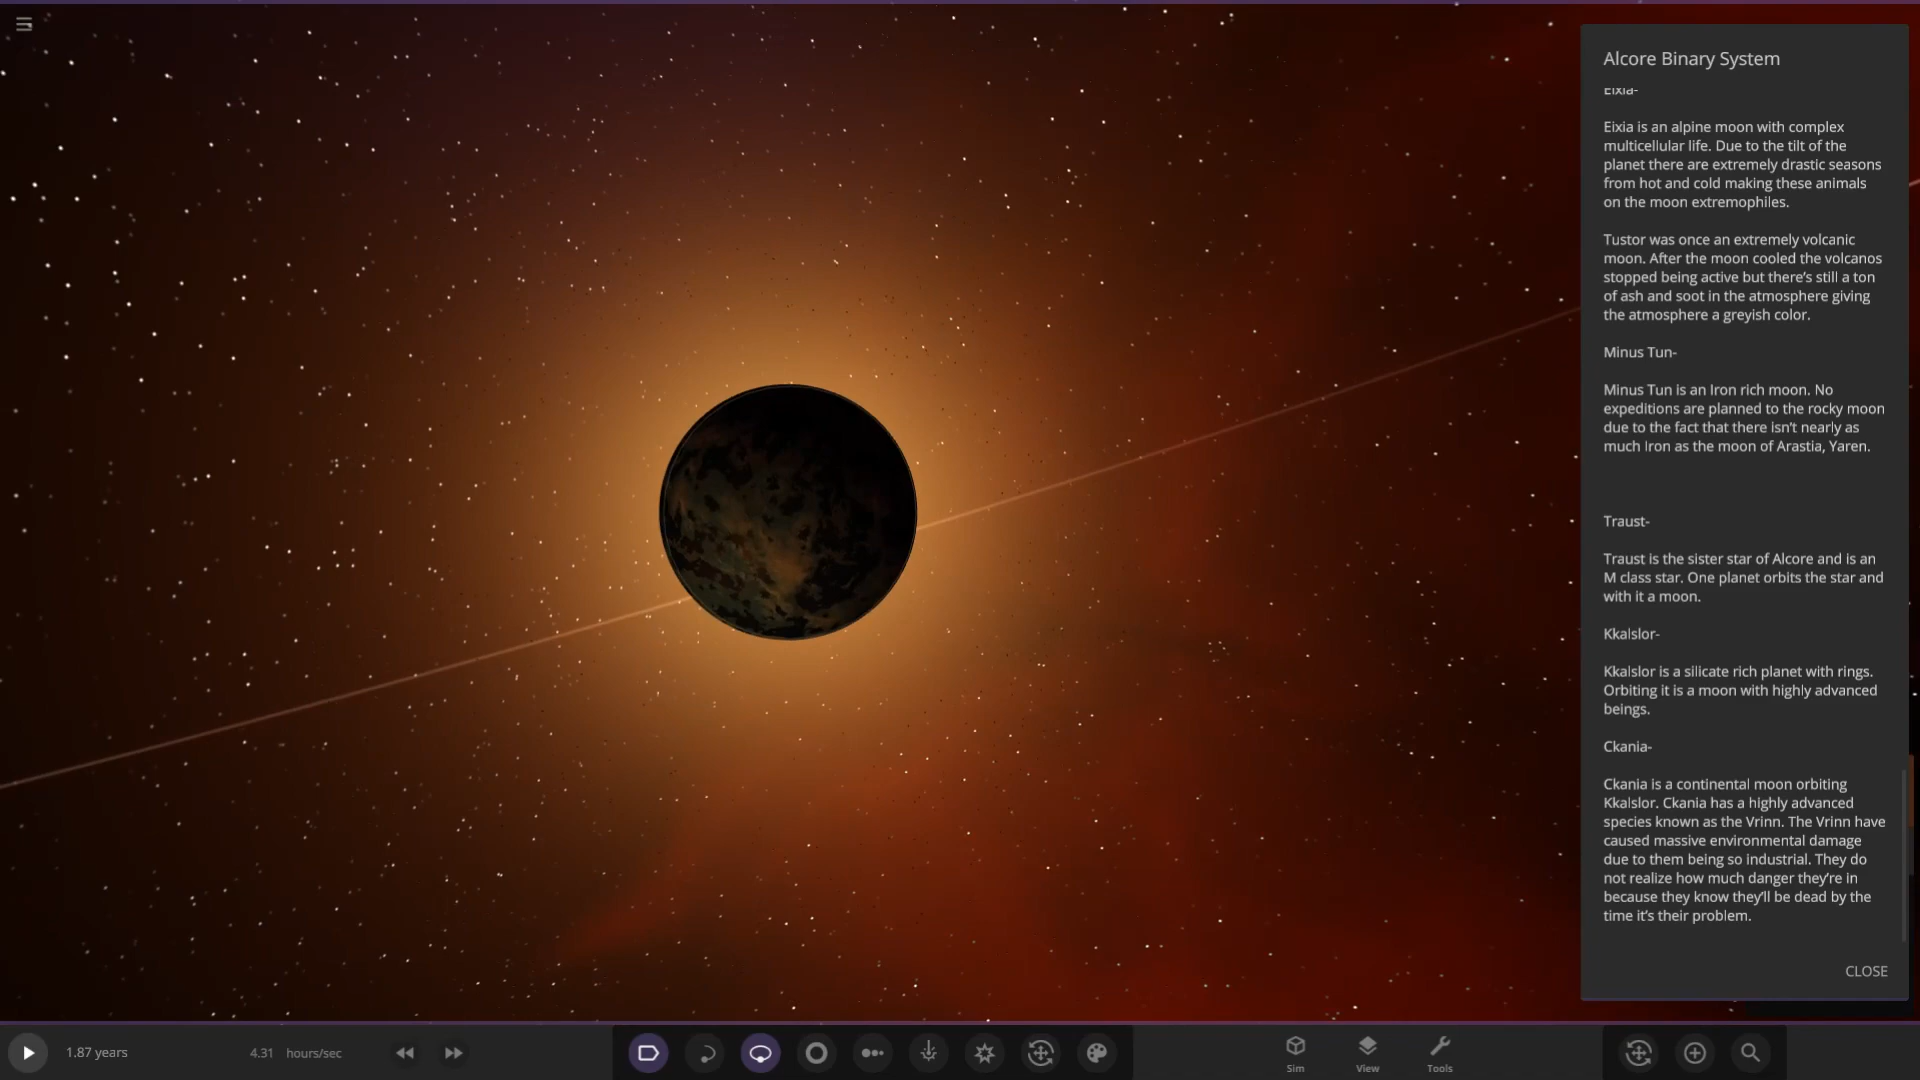 Alcore Binary System
Eixia-
Eixia is an alpine moon with complex
multicellular life. Due to the tilt of the
planet there are extremely drastic seasons
from hot and cold making these animals
on the moon extremophiles.
Tustor was once an extremely volcanic
moon. After the moon cooled the volcanos
stopped being active but there's still a ton
of ash and soot in the atmosphere giving
the atmosphere a greyish color.
Minus Tun-
Minus Tun is an Iron rich moon. No
expeditions are planned to the rocky moon
due to the fact that there isn't nearly as
much Iron as the moon of Arastia, Yaren.
Traust-
Traust is the sister star of Alcore and is an
M class star. One planet orbits the star and
with it a moon.
Kkalslor-
Kkalslor is a silicate rich planet with rings.
Orbiting it is a moon with highly advanced
beings.
Ckania-
Ckania is a continental moon orbiting
Kkalslor. Ckania has a highly advanced
species known as the Vrinn. The Vrinn have
caused massive environmental damage
due to them being so industrial. They do
not realize how much danger they're in
because they know they'll be dead by the
time it's their problem.
CLOSE
1.87 years
4.31 hours/sec
Sim
View
Tools